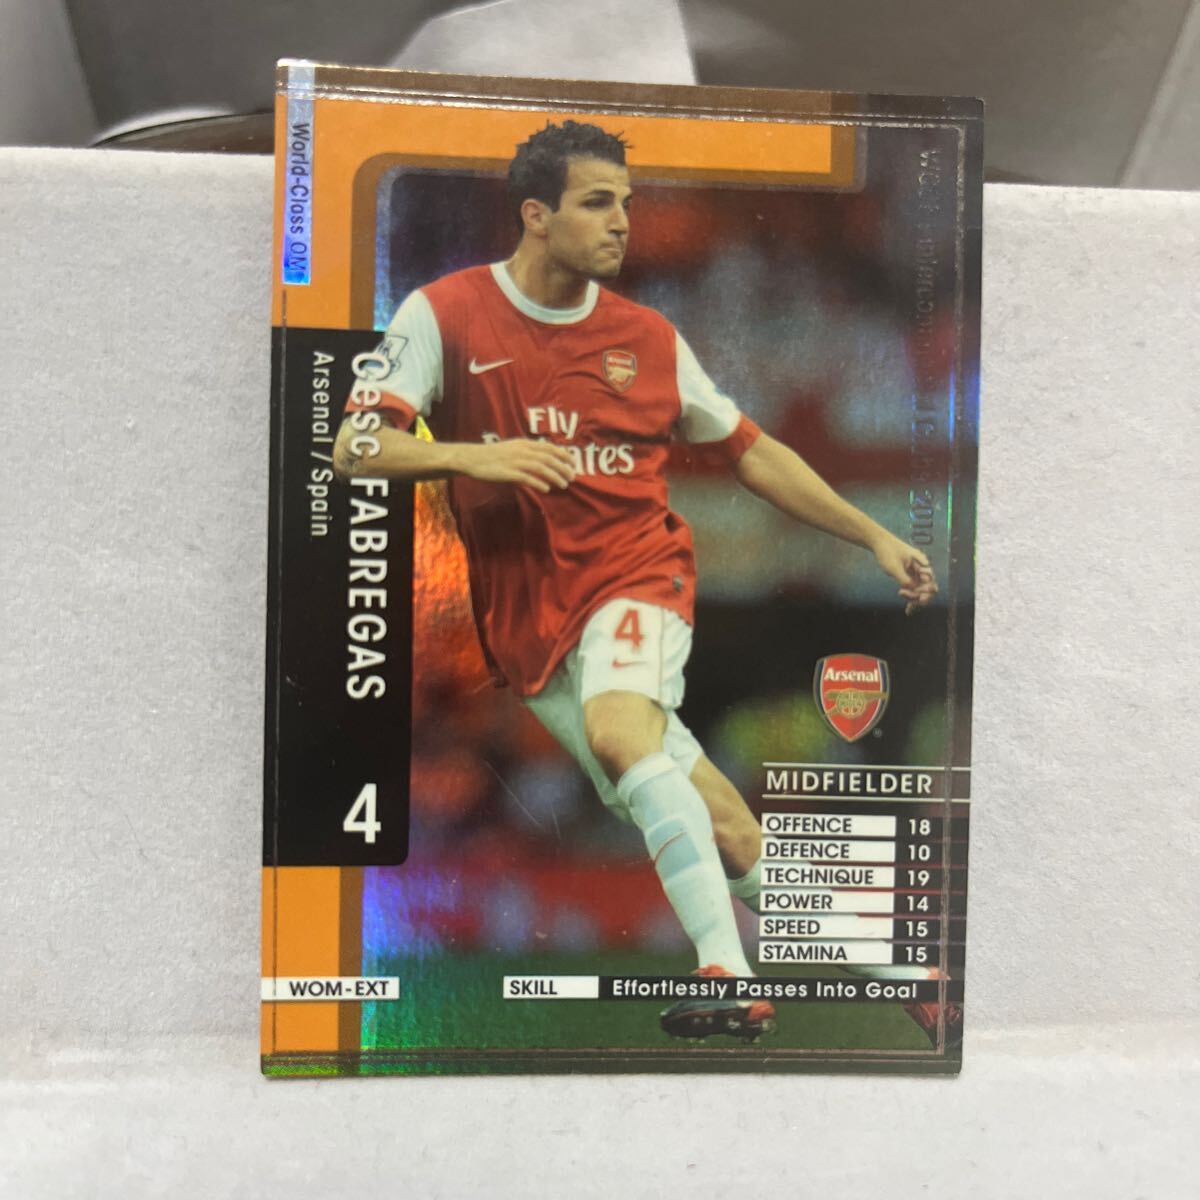 World-Class OM
Cesc FABREGAS
Arsenal / Spain
4
Fly
4
Arsenal
MIDFIELDER
OFFENCE 18
DEFENCE 10
TECHNIQUE 19
POWER 14
SPEED 15
STAMINA 15
WOM-EXT
SKILL Effortlessly Passes Into Goal
2010